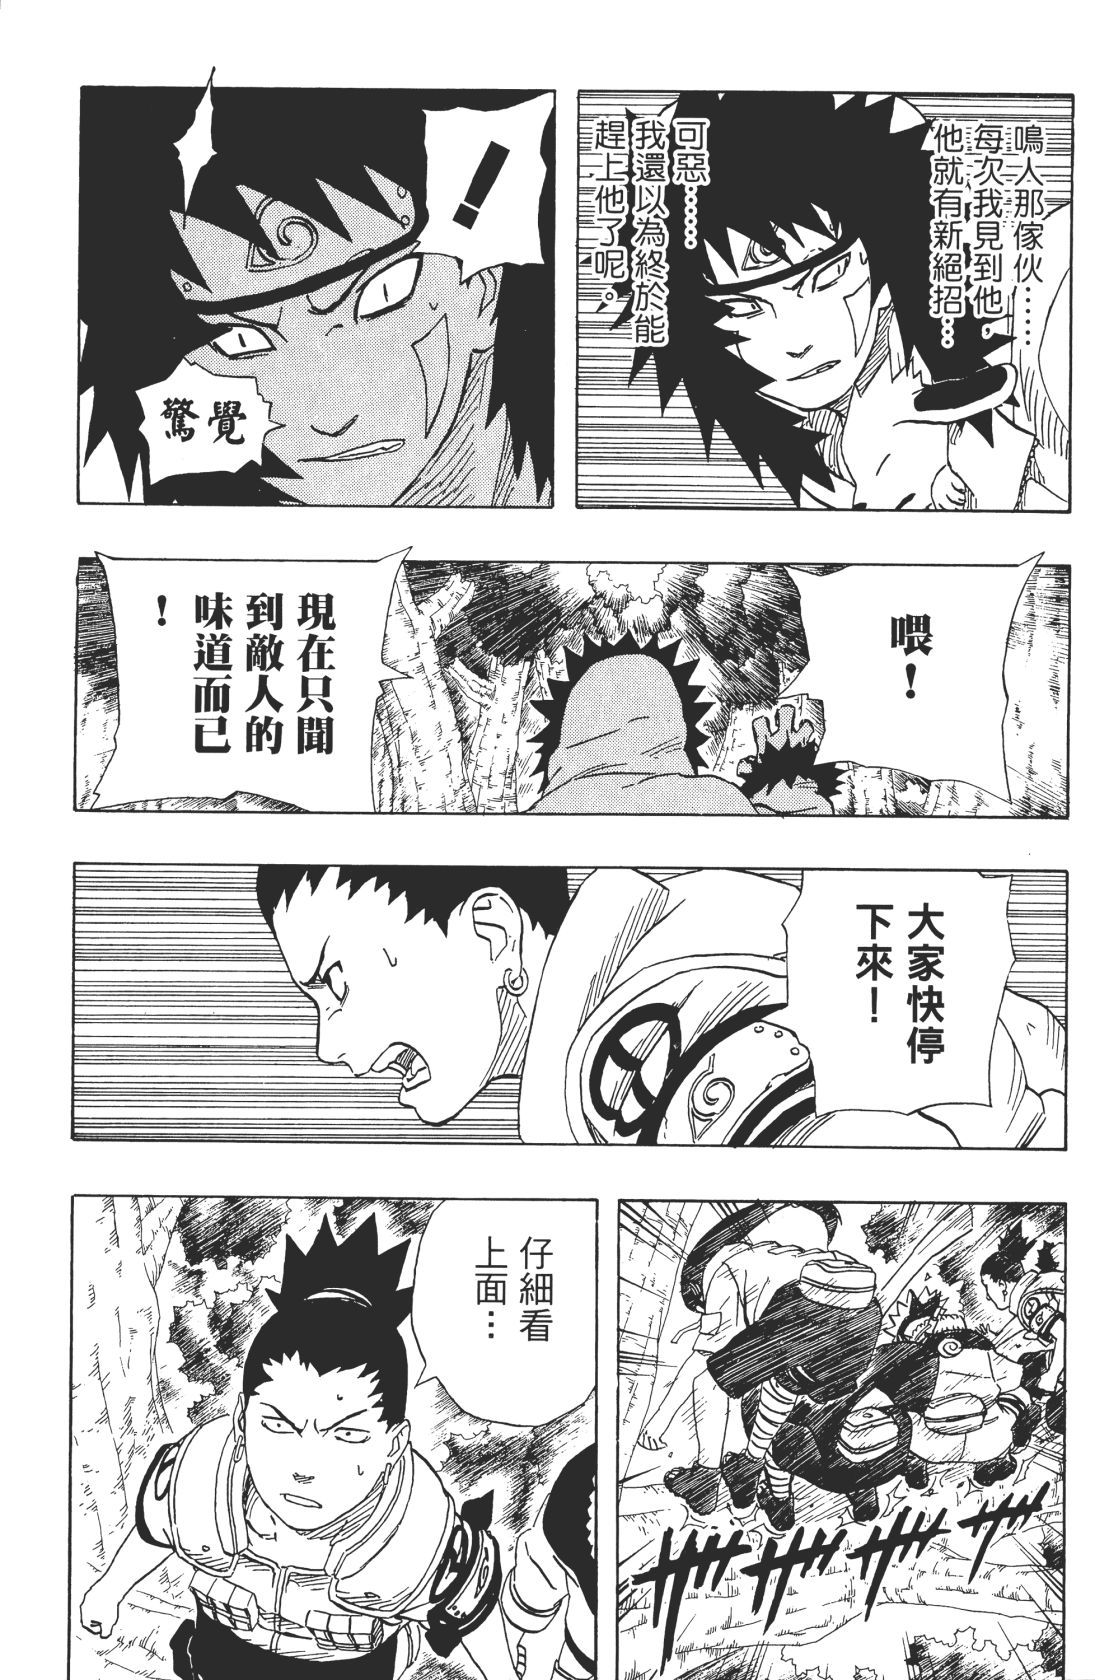 鳴人那傢伙……
每次我見到他，
他就有新絕招…
可惡……
我還以為終於能
趕上他了呢。
！
驚覺
喂！
現在只聞
到敵人的
味道而已
！
大家快停
下來！
仔細看
上面…